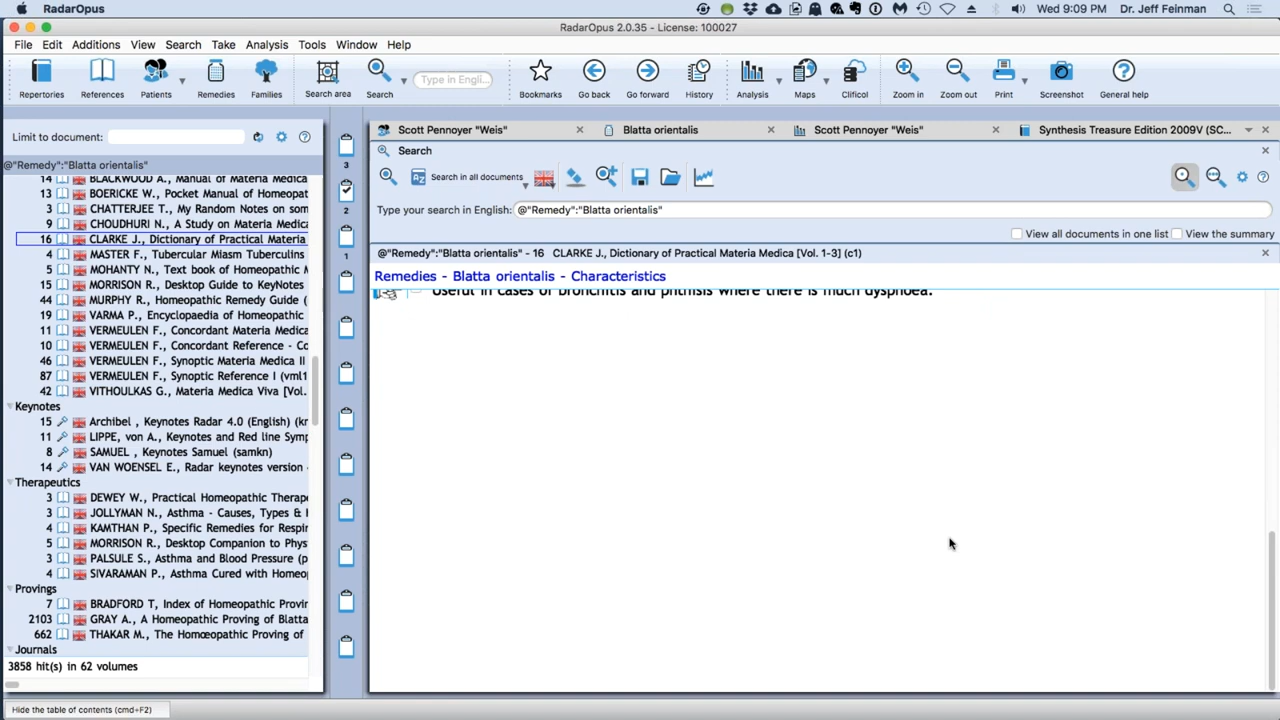 RadarOpus
Wed 9:09 PM Dr. Jeff Feinman
RadarOpus 2.0.35 - License: 100027
File Edit Additions View Search Take Analysis Tools Window Help
Type in Engli...
Repertories References Patients Remedies Families Search area Search Bookmarks Go back Go forward History Analysis Maps Clificol Zoom in Zoom out Print Screenshot General help
Limit to document:
@"Remedy":"Blatta orientalis"
14 BLACKWOOD A., Manual of Materia Medica
13 BOERICKE W., Pocket Manual of Homeopat
3 CHATTERJEE T., My Random Notes on som
9 CHOUDHURI N., A Study on Materia Medic
16 CLARKE J., Dictionary of Practical Materia
4 MASTER F., Tubercular Miasm Tuberculins
5 MOHANTY N., Text book of Homeopathic M
15 MORRISON R., Desktop Guide to KeyNotes
44 MURPHY R., Homeopathic Remedy Guide (
19 VARMA P., Encyclopaedia of Homeopathic
11 VERMEULEN F., Concordant Materia Medica
10 VERMEULEN F., Concordant Reference - Co
46 VERMEULEN F., Synoptic Materia Medica II
87 VERMEULEN F., Synoptic Reference I (vml1
42 VITHOULKAS G., Materia Medica Viva [Vol.
Keynotes
15 Archibel , Keynotes Radar 4.0 (English) (kr
11 LIPPE, von A., Keynotes and Red line Symp
8 SAMUEL , Keynotes Samuel (samkn)
14 VAN WOENSEL E., Radar keynotes version
Therapeutics
3 DEWEY W., Practical Homeopathic Therape
3 JOLLYMAN N., Asthma - Causes, Types & H
4 KAMTHAN P., Specific Remedies for Respir
5 MORRISON R., Desktop Companion to Phys
3 PALSULE S., Asthma and Blood Pressure (p
4 SIVARAMAN P., Asthma Cured with Homeop
Provings
7 BRADFORD T, Index of Homeopathic Provin
2103 GRAY A., A Homeopathic Proving of Blatta
662 THAKAR M., The Homœopathic Proving of
Journals
3858 hit(s) in 62 volumes
Hide the table of contents (cmd+F2)
3
2
1
Scott Pennoyer "Weis" Blatta orientalis Scott Pennoyer "Weis" Synthesis Treasure Edition 2009V (SC...
Search
Search in all documents
Type your search in English: @"Remedy":"Blatta orientalis"
View all documents in one list View the summary
@"Remedy":"Blatta orientalis" - 16 CLARKE J., Dictionary of Practical Materia Medica [Vol. 1-3] (c1)
Remedies - Blatta orientalis - Characteristics
Useful in cases of bronchitis and phthisis where there is much dyspnoea.